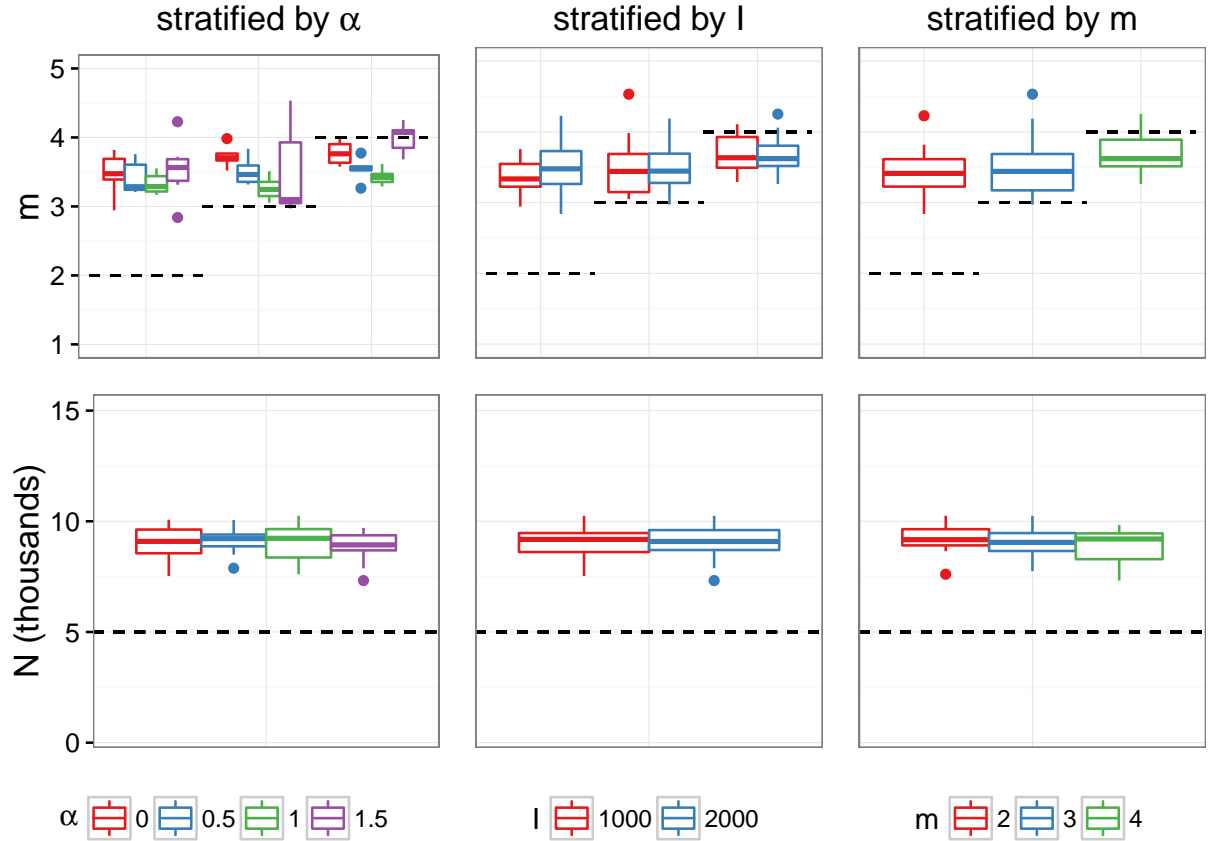 stratified by α
stratified by I
stratified by m
m
5
4
3
2
1
N (thousands)
15
10
5
0
α 0 0.5 1 1.5
I 1000 2000
m 2 3 4